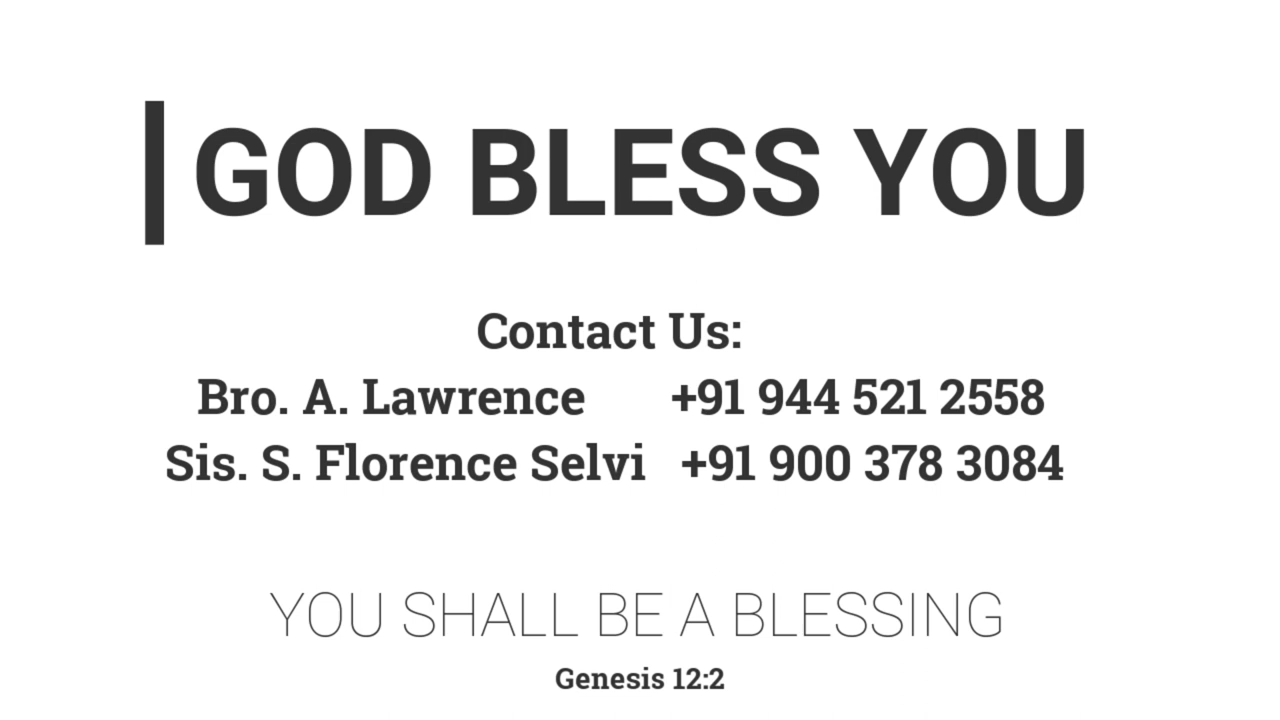 GOD BLESS YOU
Contact Us:
Bro. A. Lawrence +91 944 521 2558
Sis. S. Florence Selvi +91 900 378 3084
YOU SHALL BE A BLESSING
Genesis 12:2